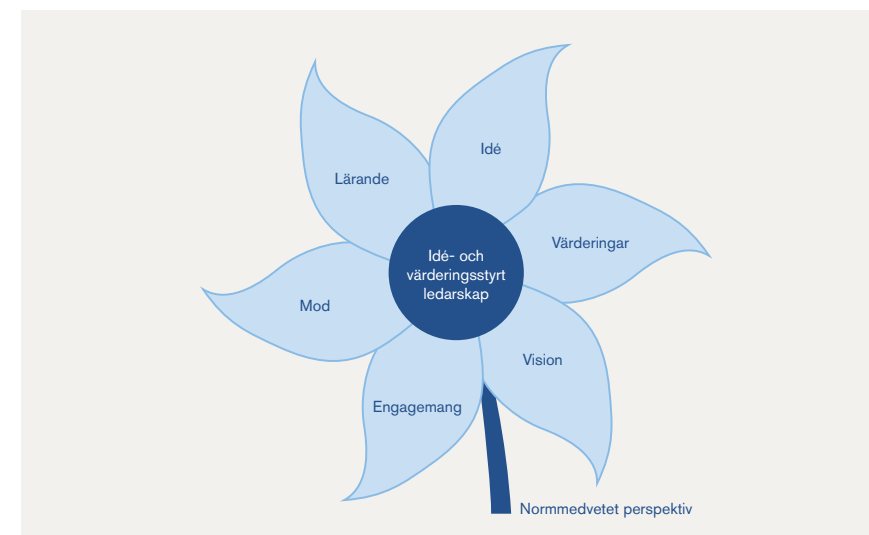 Idé
Lärande
Värderingar
Idé- och
värderingsstyrt
ledarskap
Mod
Vision
Engagemang
Normmedvetet perspektiv